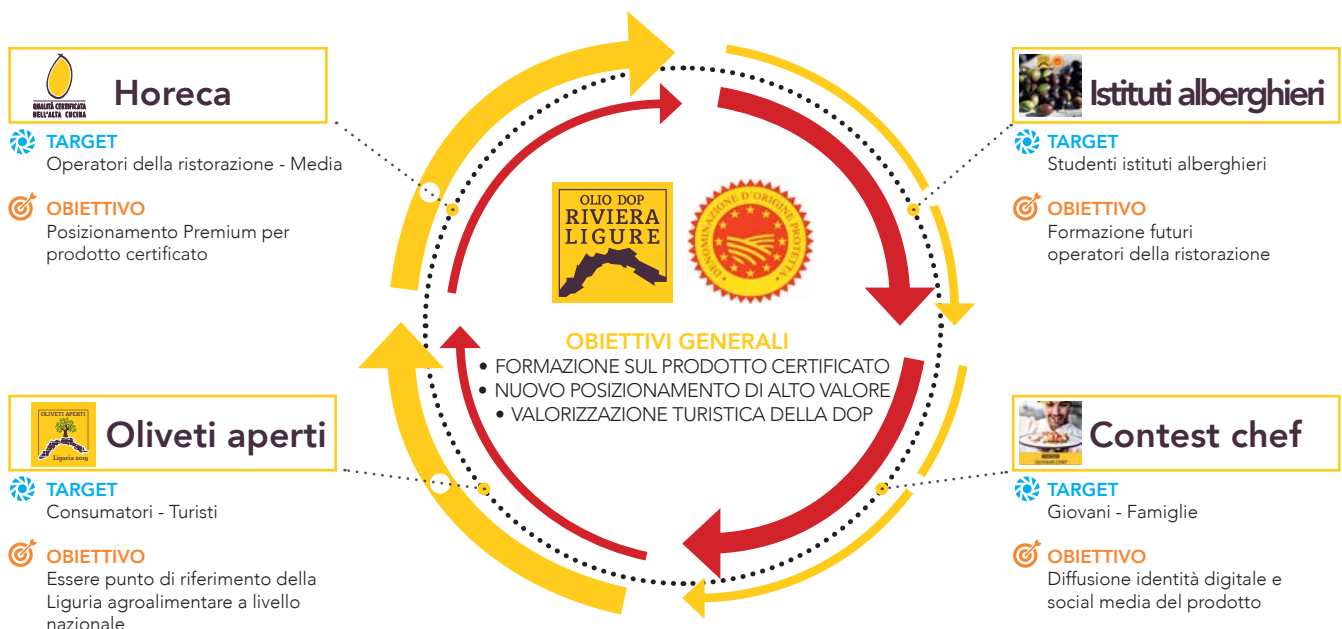 QUALITÀ CERTIFICATA
NELL'ALTA CUCINA
Horeca
TARGET
Operatori della ristorazione - Media
OBIETTIVO
Posizionamento Premium per
prodotto certificato
Istituti alberghieri
TARGET
Studenti istituti alberghieri
OBIETTIVO
Formazione futuri
operatori della ristorazione
OLIO DOP
RIVIERA
LIGURE
DENOMINAZIONE D'ORIGINE PROTETTA
OBIETTIVI GENERALI
• FORMAZIONE SUL PRODOTTO CERTIFICATO
• NUOVO POSIZIONAMENTO DI ALTO VALORE
• VALORIZZAZIONE TURISTICA DELLA DOP
OLIVETI APERTI
Liguria 2019
Oliveti aperti
TARGET
Consumatori - Turisti
OBIETTIVO
Essere punto di riferimento della
Liguria agroalimentare a livello
nazionale
Contest chef
TARGET
Giovani - Famiglie
OBIETTIVO
Diffusione identità digitale e
social media del prodotto